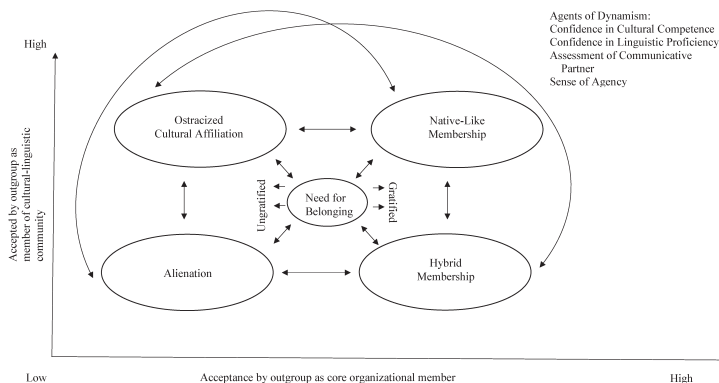 Agents of Dynamism:
Confidence in Cultural Competence
Confidence in Linguistic Proficiency
Assessment of Communicative
Partner
Sense of Agency
High
Accepted by outgroup as
member of cultural-linguistic
community
Ostracized
Cultural Affiliation
Native-Like
Membership
Ungratified
Need for
Belonging
Gratified
Alienation
Hybrid
Membership
Low
Acceptance by outgroup as core organizational member
High